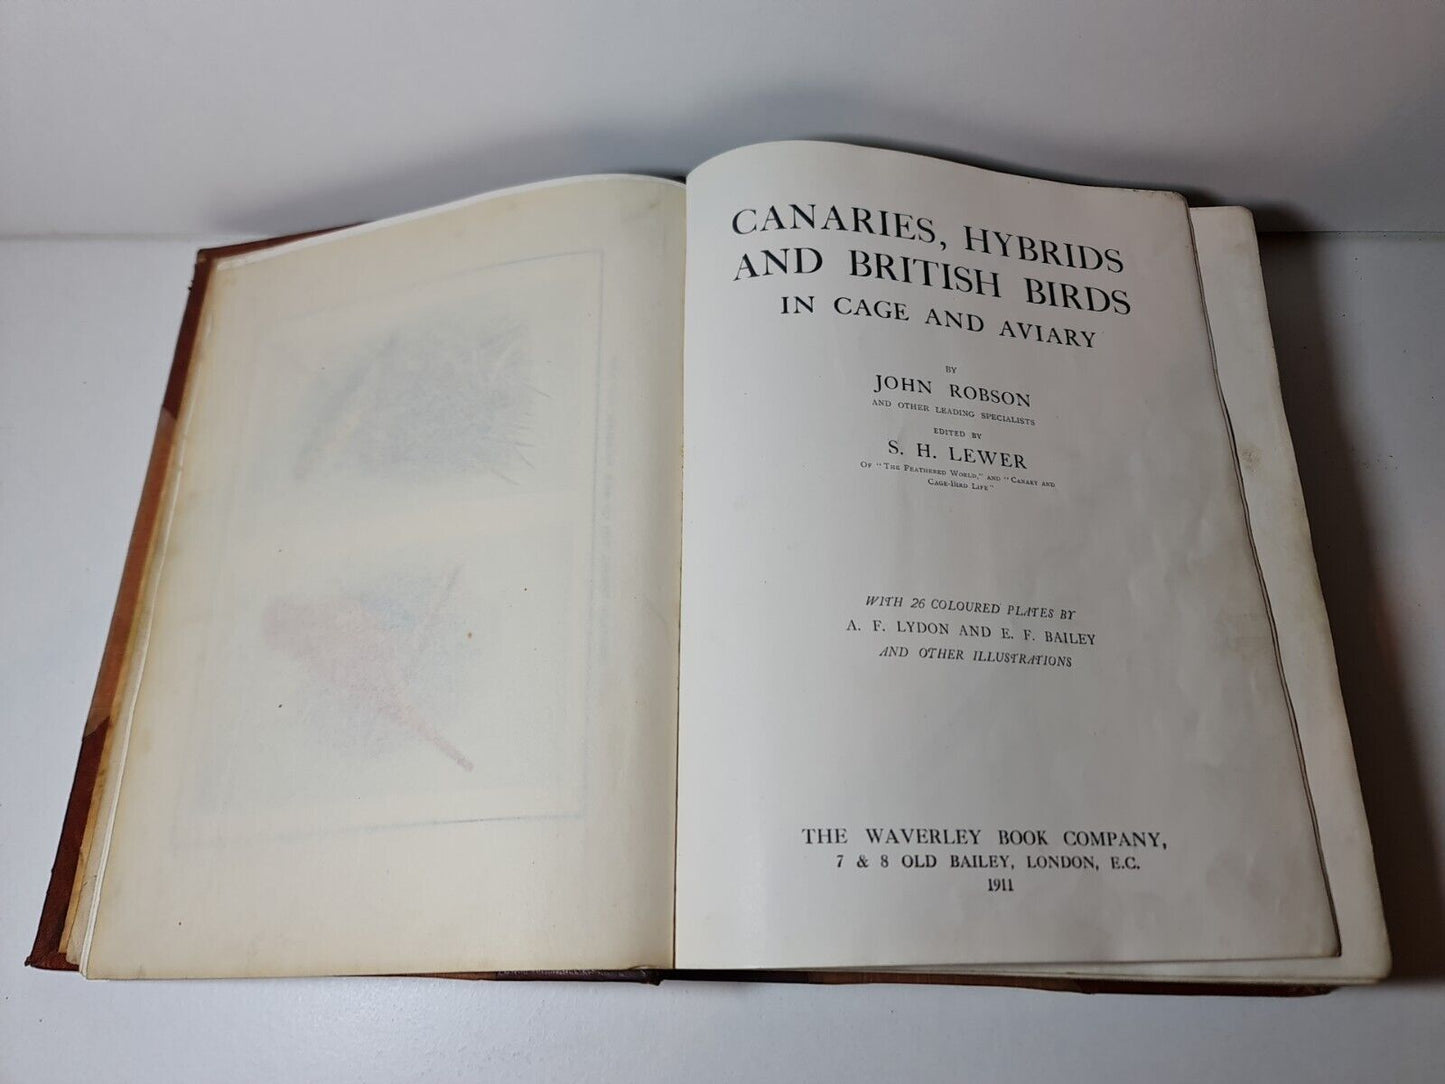 CANARIES, HYBRIDS
AND BRITISH BIRDS
IN CAGE AND AVIARY
BY
JOHN ROBSON
AND OTHER LEADING SPECIALISTS
EDITED BY
S. H. LEWER
OF "THE FEATHERED WORLD," AND "CANARY AND
CAGE-BIRD LIFE"
WITH 26 COLOURED PLATES BY
A. F. LYDON AND E. F. BAILEY
AND OTHER ILLUSTRATIONS
THE WAVERLEY BOOK COMPANY,
7 & 8 OLD BAILEY, LONDON, E.C.
1911